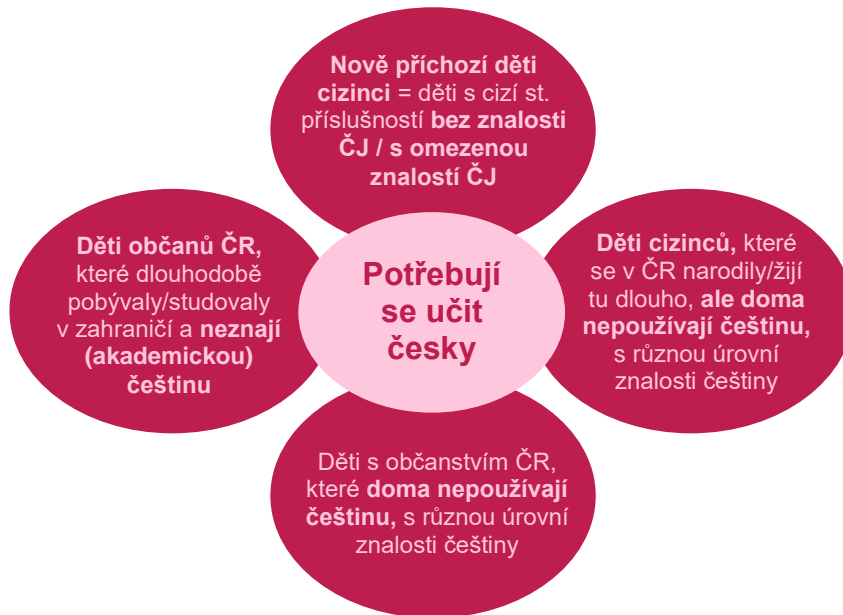 Nově příchozí děti
cizinci = děti s cizí st.
příslušností bez znalosti
ČJ / s omezenou
znalostí ČJ
Děti občanů ČR,
které dlouhodobě
pobývaly/studovaly
v zahraničí a neznají
(akademickou)
češtinu
Potřebují
se učit
česky
Děti cizinců, které
se v ČR narodily/žijí
tu dlouho, ale doma
nepoužívají češtinu,
s různou úrovní
znalosti češtiny
Děti s občanstvím ČR,
které doma nepoužívají
češtinu, s různou úrovní
znalosti češtiny